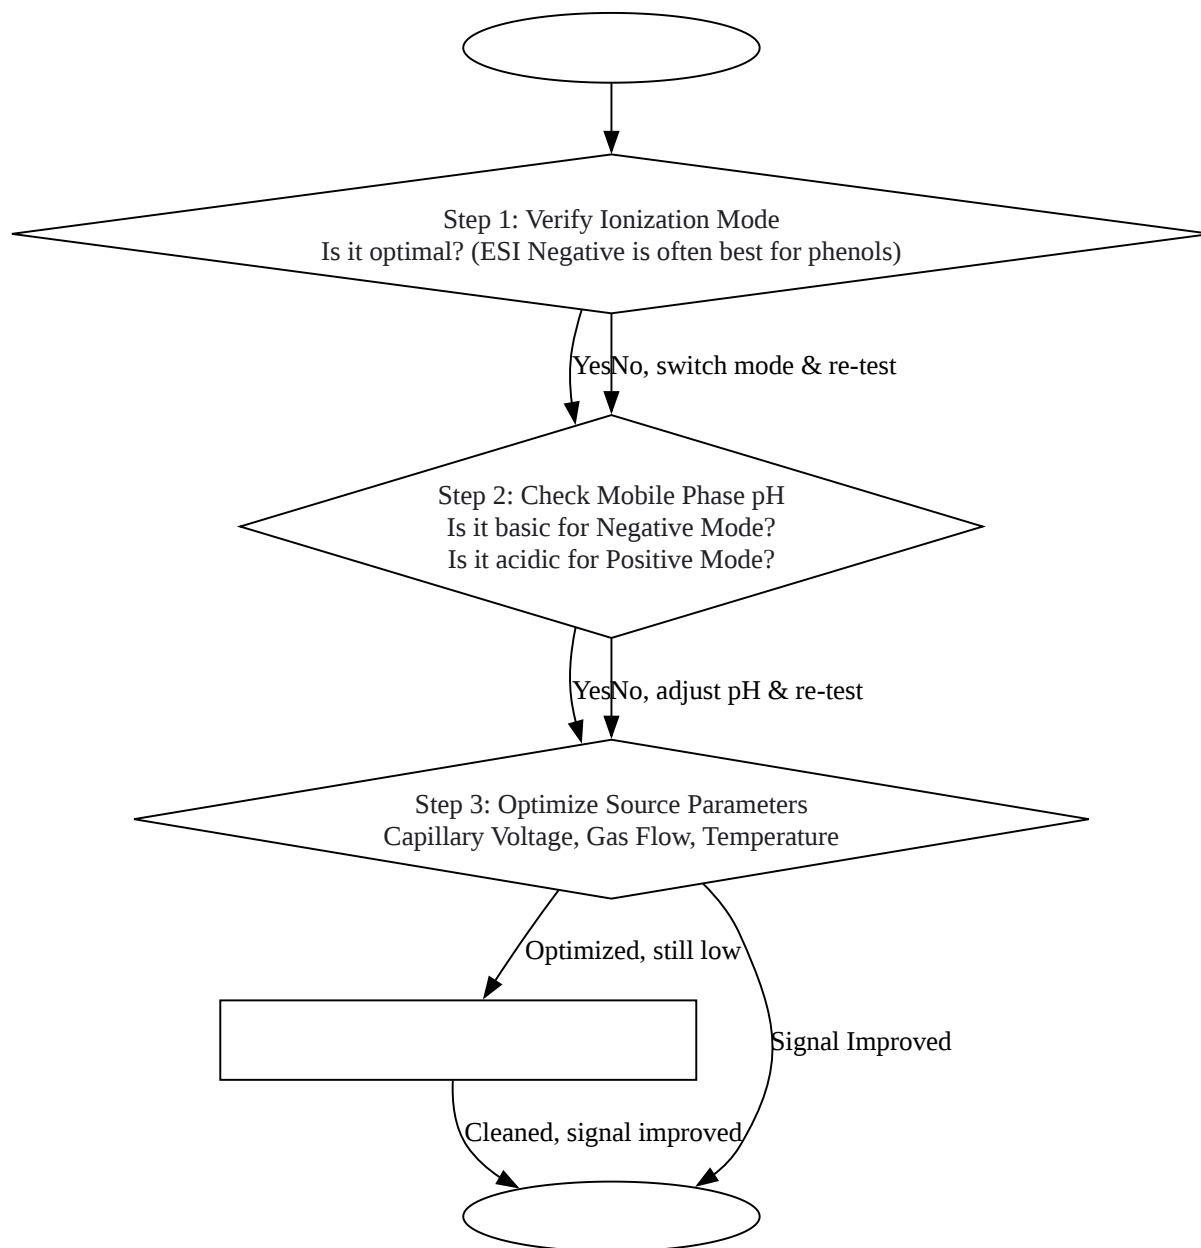 Step 1: Verify Ionization Mode
Is it optimal? (ESI Negative is often best for phenols)
Yes
No, switch mode & re-test
Step 2: Check Mobile Phase pH
Is it basic for Negative Mode?
Is it acidic for Positive Mode?
Yes
No, adjust pH & re-test
Step 3: Optimize Source Parameters
Capillary Voltage, Gas Flow, Temperature
Optimized, still low
Signal Improved
Cleaned, signal improved